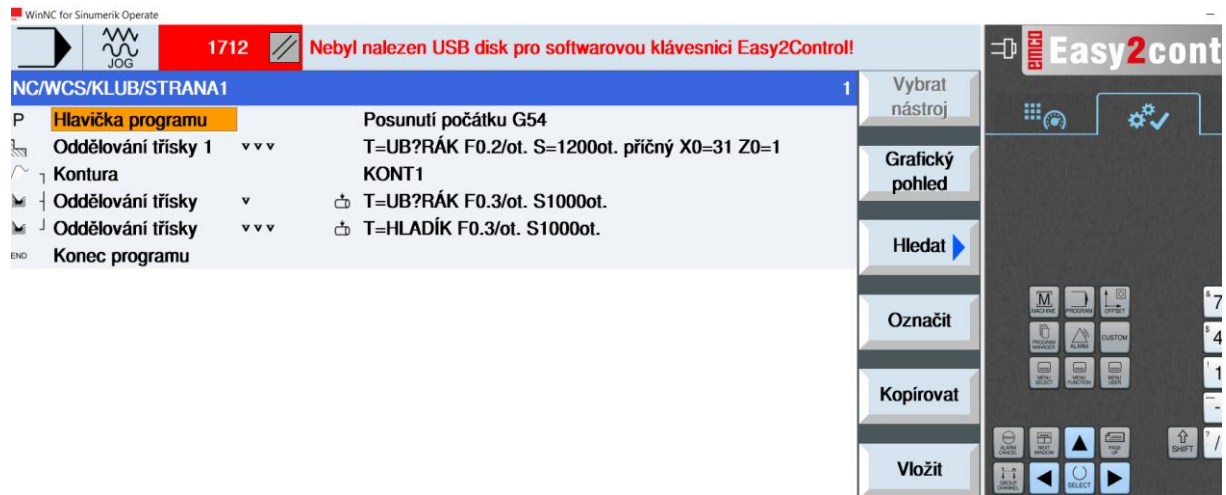 WinNC for Sinumerik Operate
JOG
1712 Nebyl nalezen USB disk pro softwarovou klávesnici Easy2Control!
emco Easy2cont
NC/WCS/KLUB/STRANA1 1
Vybrat
nástroj
P Hlavička programu Posunutí počátku G54
Oddělování třísky 1 ▿▿▿ T=UB?RÁK F0.2/ot. S=1200ot. příčný X0=31 Z0=1
Kontura KONT1
Oddělování třísky ▿ T=UB?RÁK F0.3/ot. S1000ot.
Oddělování třísky ▿▿▿ T=HLADÍK F0.3/ot. S1000ot.
END Konec programu
Grafický
pohled
Hledat
Označit
Kopírovat
Vložit
MACHINE PROGRAM OFFSET
& 7
PROGRAM MANAGER ALARM CUSTOM
$ 4
MENU SELECT MENU FUNCTION MENU USER
! 1
_ -
ALARM CANCEL NEXT WINDOW PAGE UP SHIFT ? /
1...n GROUP CHANNEL SELECT